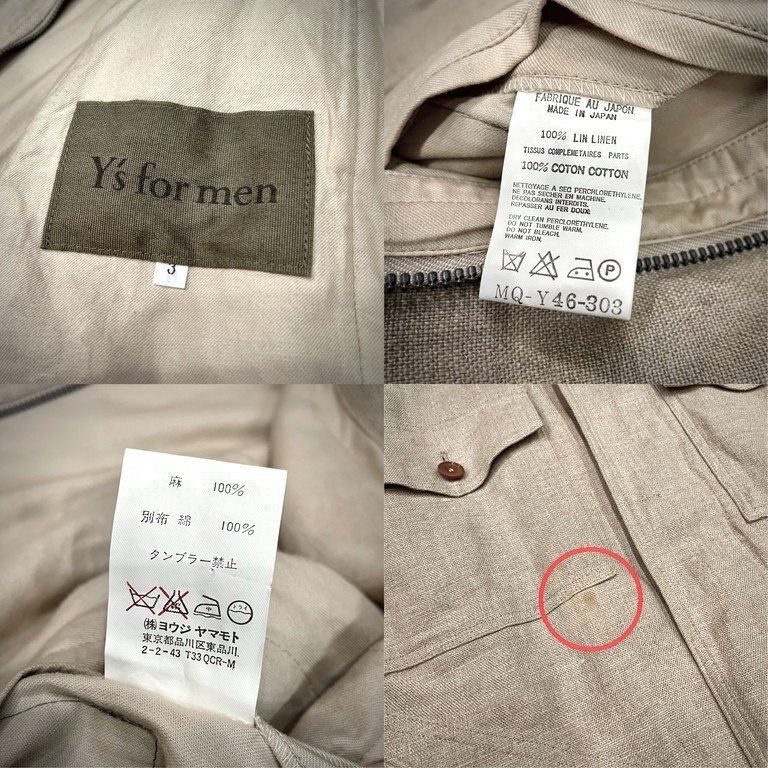 Y's for men
3
FABRIQUE AU JAPON
MADE IN JAPAN
100% LIN LINEN
TISSUS COMPLEMETAIRES PARTS
100% COTON COTTON
NETTOYAGE A SEC PERCHLORETHYLENE,
NE PAS SECHER EN MACHINE,
DECOLORANS INTERDITS,
REPASSER AU FER DOUX:
DRY CLEAN PERCLORETHYLENE,
DO NOT TUMBLE WARM,
DO NOT BLEACH,
WARM IRON.
P
MQ-Y46-303
麻 100%
別布 綿 100%
タンブラー禁止
ドライ
(株)ヨウジ ヤマモト
東京都品川区東品川
2-2-43 T33 QCR-M